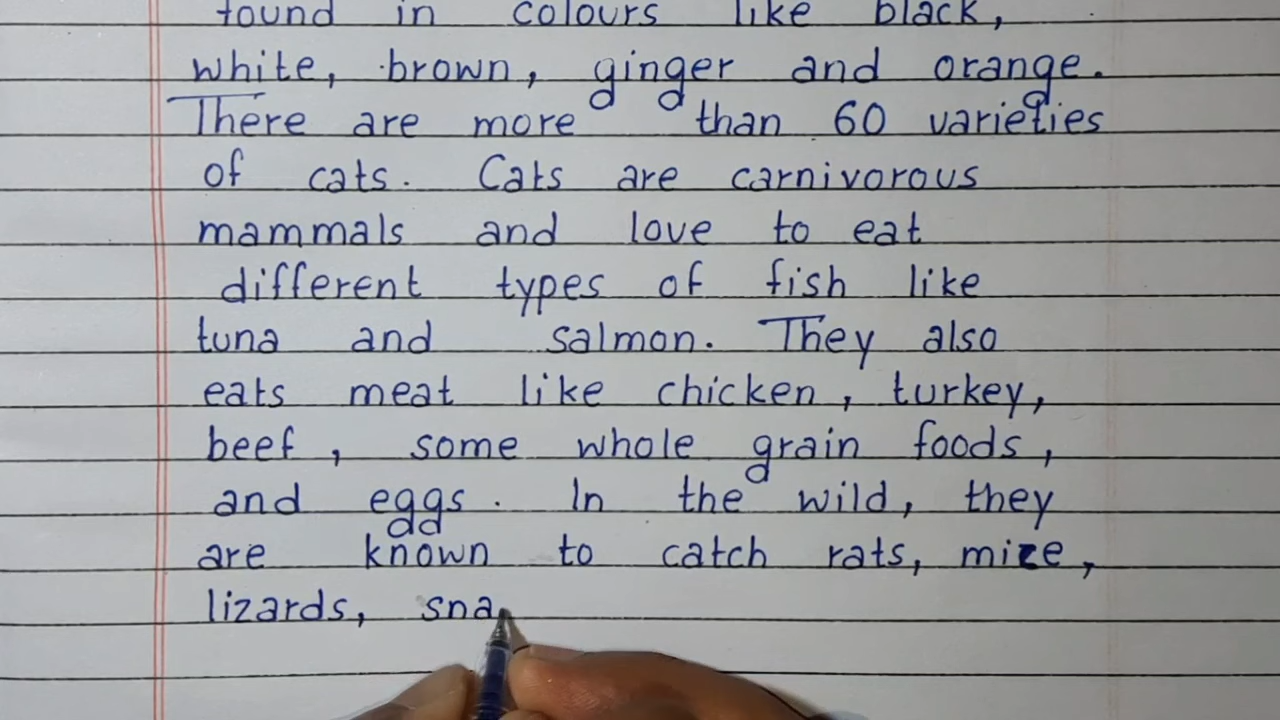 found in colours like black,
white, brown, ginger and orange.
There are more than 60 varieties
of cats. Cats are carnivorous
mammals and love to eat
different types of fish like
tuna and salmon. They also
eats meat like chicken, turkey,
beef, some whole grain foods,
and eggs. In the wild, they
are known to catch rats, mice,
lizards, sna